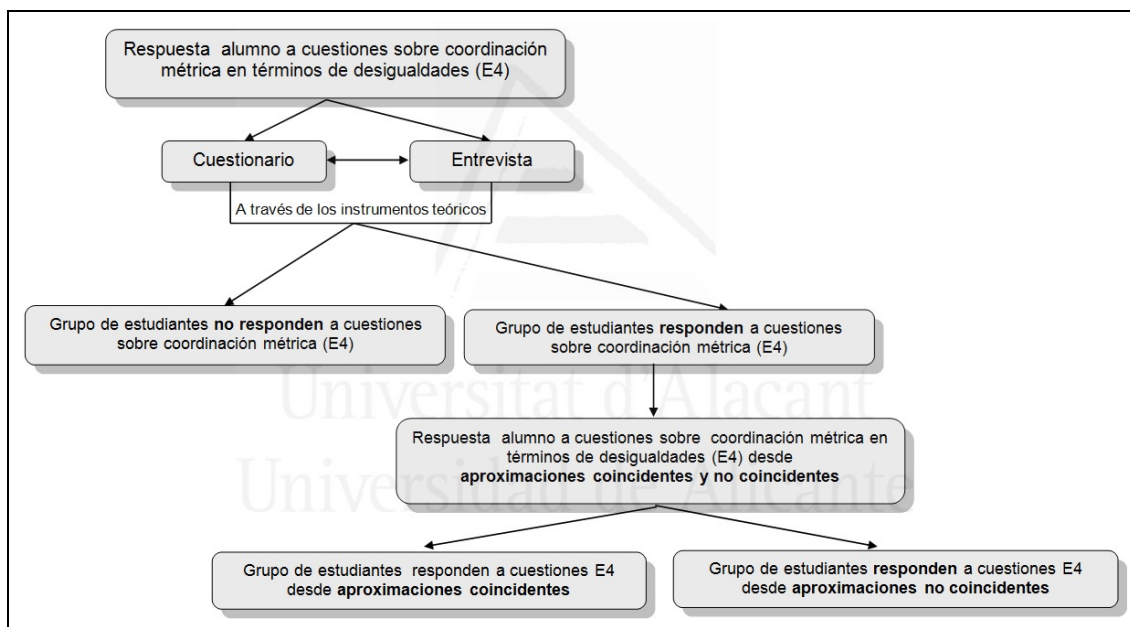 Respuesta alumno a cuestiones sobre coordinación
métrica en términos de desigualdades (E4)
Cuestionario
Entrevista
A través de los instrumentos teóricos
Grupo de estudiantes no responden a cuestiones
sobre coordinación métrica (E4)
Grupo de estudiantes responden a cuestiones
sobre coordinación métrica (E4)
Universitat d'Alacant
Respuesta alumno a cuestiones sobre coordinación métrica en
términos de desigualdades (E4) desde
aproximaciones coincidentes y no coincidentes
Universidad de Alicante
Grupo de estudiantes responden a cuestiones E4
desde aproximaciones coincidentes
Grupo de estudiantes responden a cuestiones E4
desde aproximaciones no coincidentes